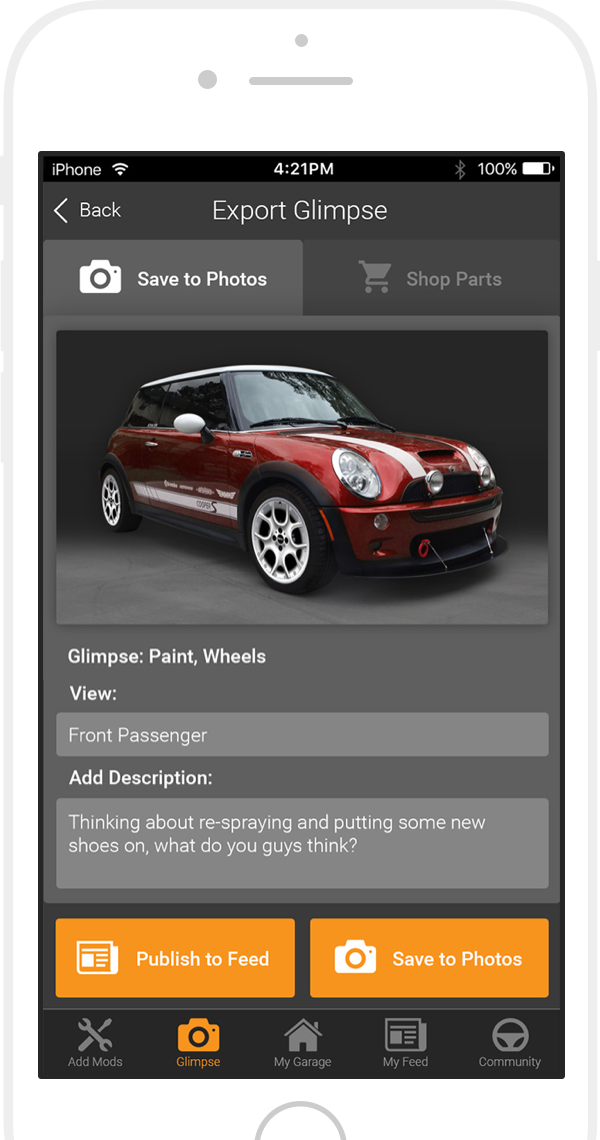 iPhone 4:21PM 100%
Back Export Glimpse
Save to Photos Shop Parts
COOPER S
Glimpse: Paint, Wheels
View:
Front Passenger
Add Description:
Thinking about re-spraying and putting some new
shoes on, what do you guys think?
Publish to Feed Save to Photos
Add Mods Glimpse My Garage My Feed Community